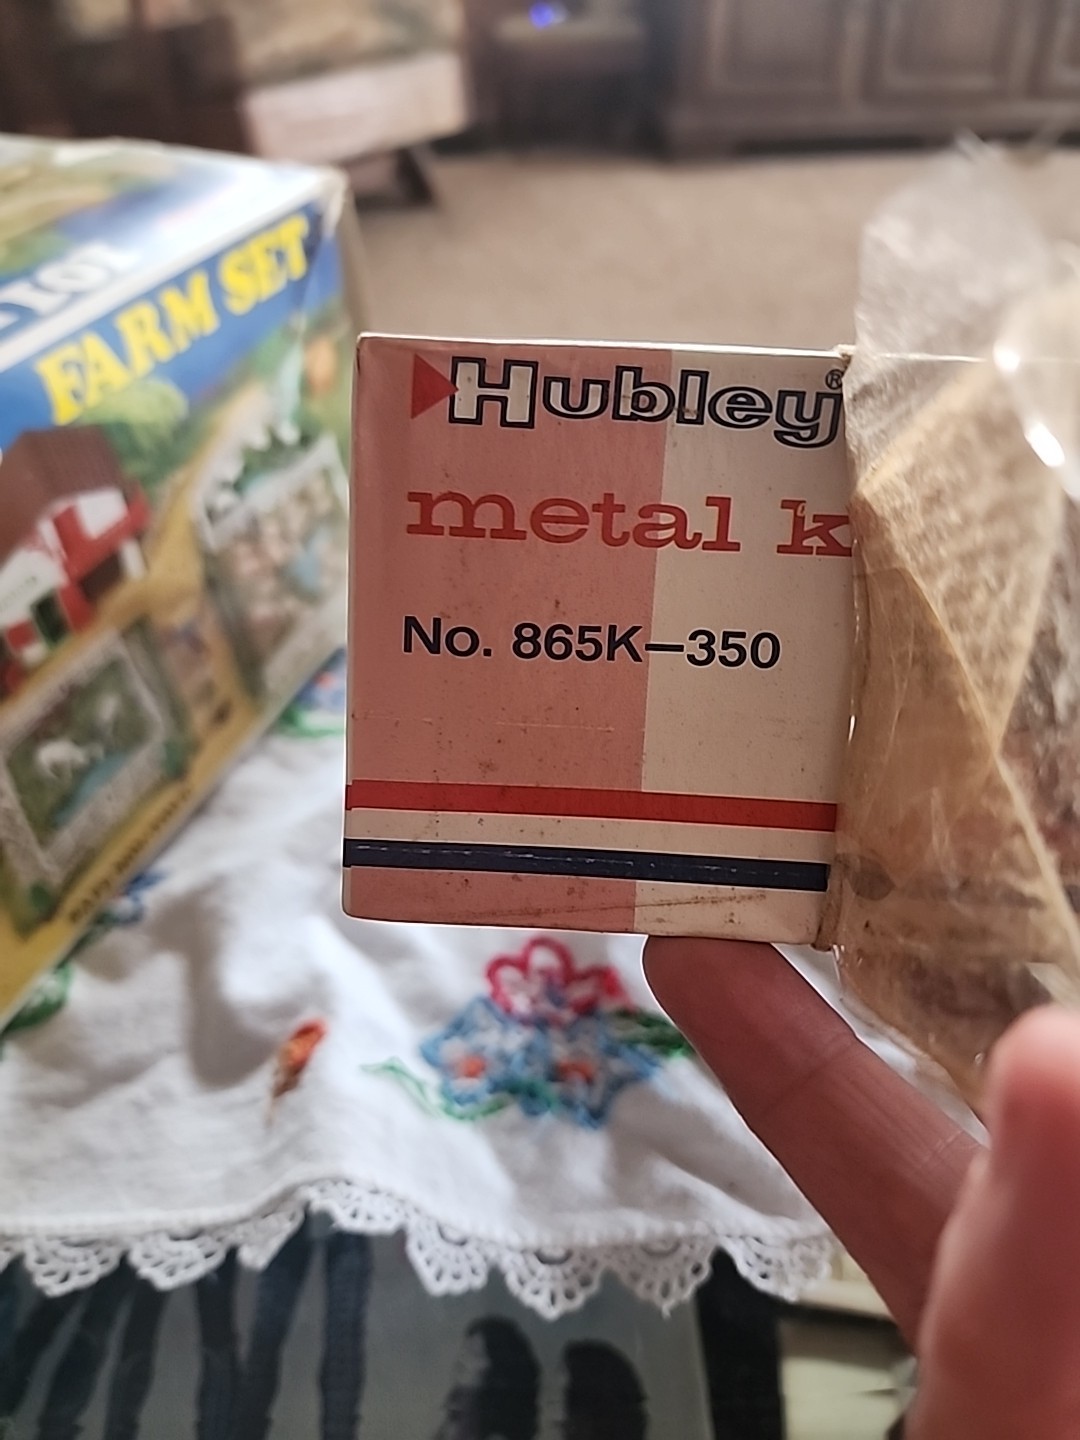 FARM SET
Hubley®
metal k
No. 865K—350